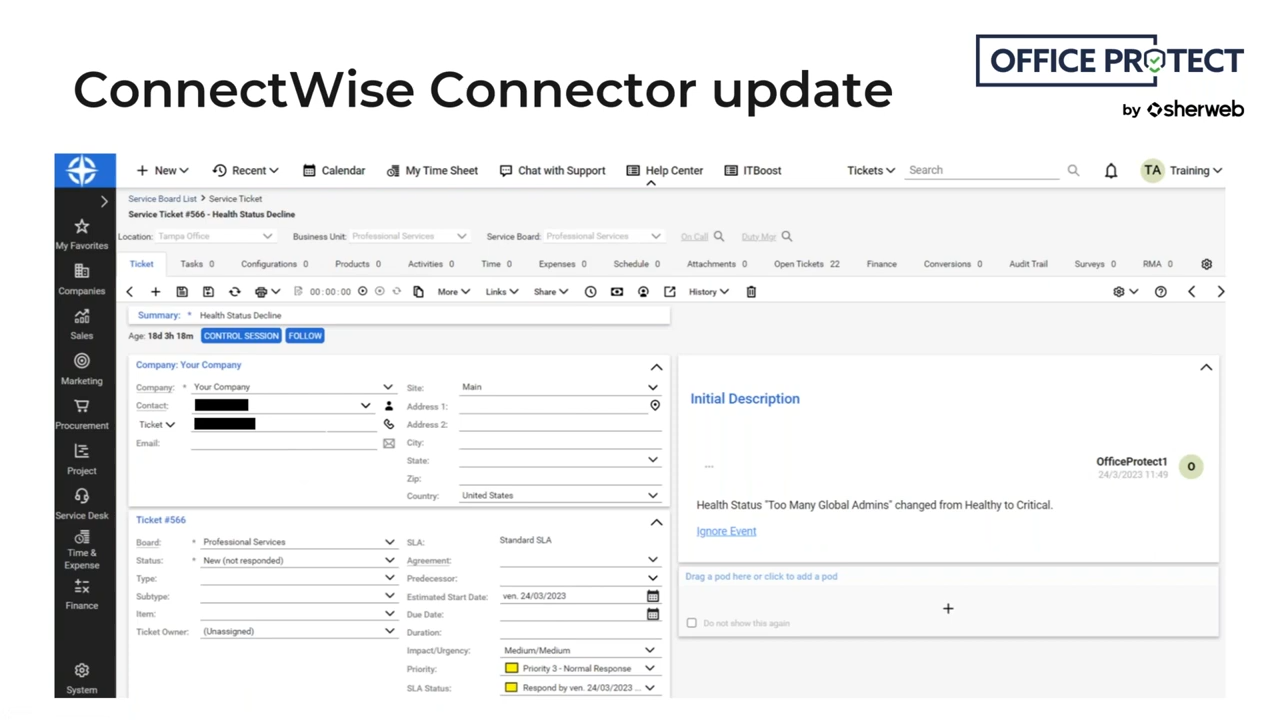 ConnectWise Connector update
OFFICE PROTECT
by sherweb
New Recent Calendar My Time Sheet Chat with Support Help Center ITBoost Tickets Search TA Training
Service Board List > Service Ticket
Service Ticket #566 - Health Status Decline
Location: Tampa Office Business Unit: Professional Services Service Board: Professional Services On Call Duty Mgr
Ticket Tasks 0 Configurations 0 Products 0 Activities 0 Time 0 Expenses 0 Schedule 0 Attachments 0 Open Tickets 22 Finance Conversions 0 Audit Trail Surveys 0 RMA 0
00:00:00 More Links Share History
Summary: * Health Status Decline
Age: 18d 3h 18m CONTROL SESSION FOLLOW
My Favorites
Companies
Sales
Marketing
Procurement
Project
Service Desk
Time &
Expense
Finance
System
Company: Your Company
Company: * Your Company
Contact:
Ticket
Email:
Site: Main
Address 1:
Address 2:
City:
State:
Zip:
Country: United States
Ticket #566
Board: * Professional Services
Status: * New (not responded)
Type:
Subtype:
Item:
Ticket Owner: (Unassigned)
SLA: Standard SLA
Agreement:
Predecessor:
Estimated Start Date: ven. 24/03/2023
Due Date:
Duration:
Impact/Urgency: Medium/Medium
Priority: Priority 3 - Normal Response
SLA Status: Respond by ven. 24/03/2023 ...
Initial Description
...
OfficeProtect1 O
24/3/2023 11:49
Health Status "Too Many Global Admins" changed from Healthy to Critical.
Ignore Event
Drag a pod here or click to add a pod
Do not show this again